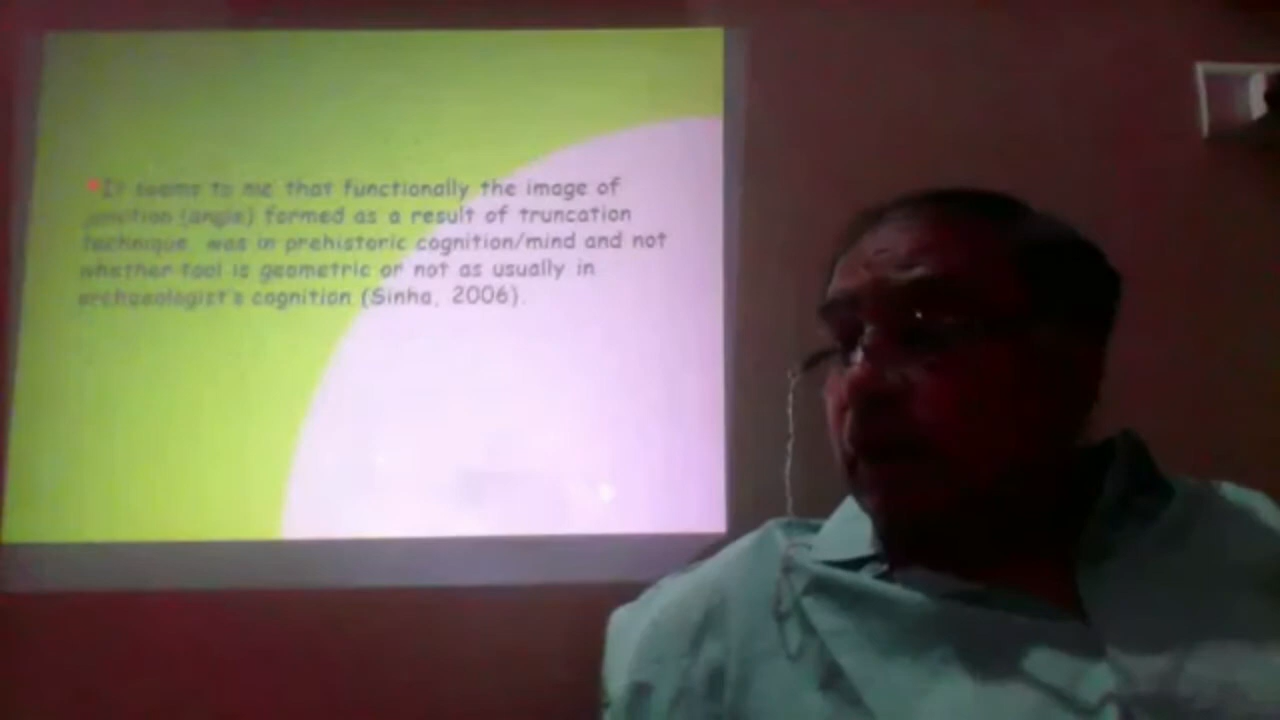 It seems to me that functionally the image of
junction (angle) formed as a result of truncation
technique was in prehistoric cognition/mind and not
whether tool is geometric or not as usually in
archaeologist's cognition (Sinha, 2006).